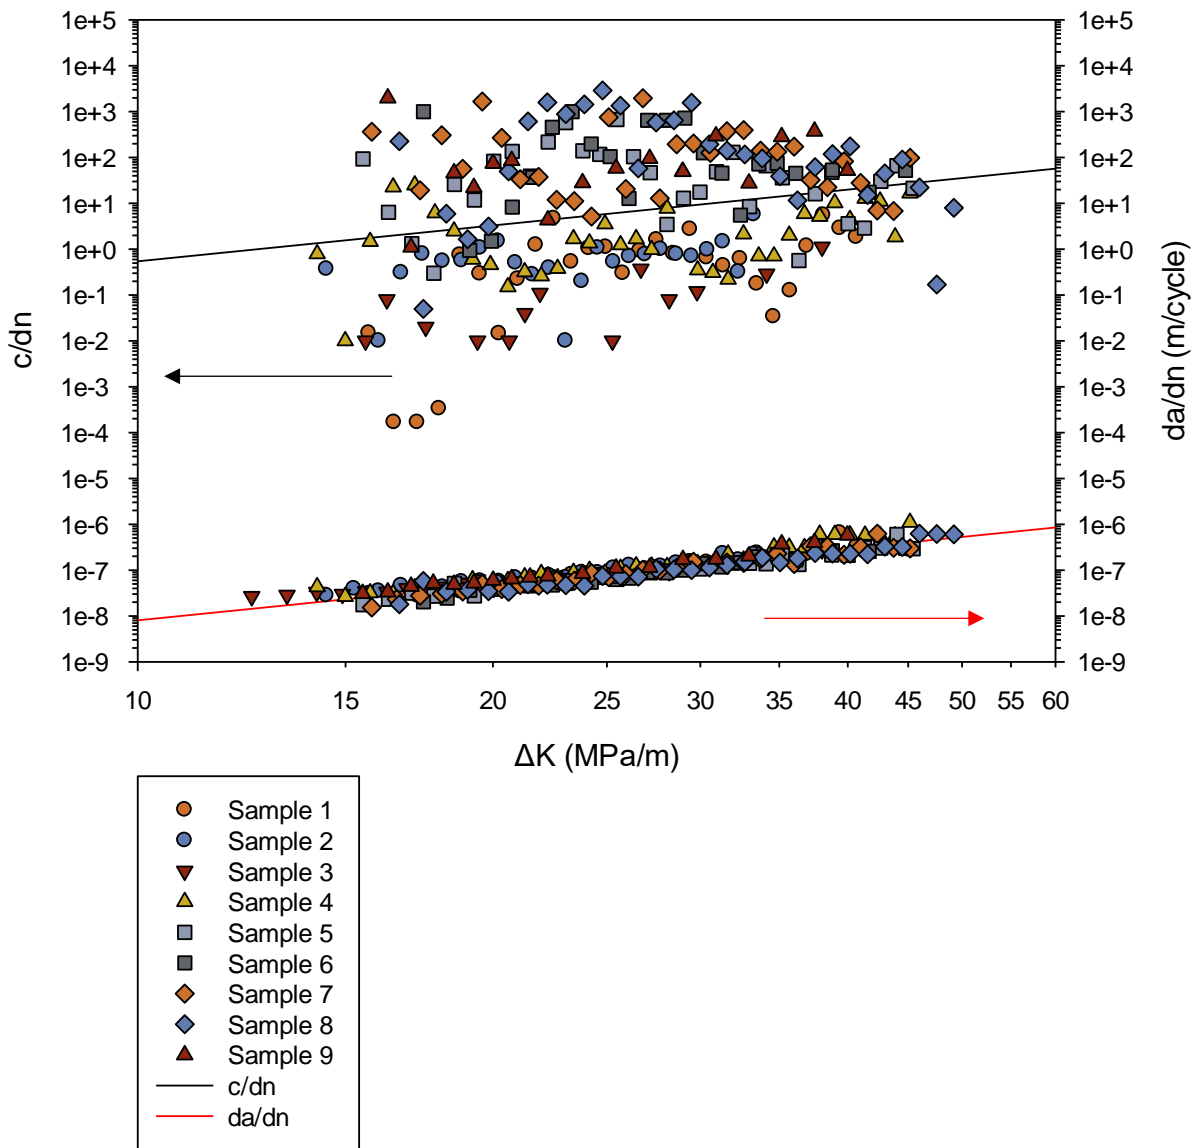 1e+5
1e+4
1e+3
1e+2
1e+1
1e+0
1e-1
1e-2
1e-3
1e-4
1e-5
1e-6
1e-7
1e-8
1e-9
c/dn
1e+5
1e+4
1e+3
1e+2
1e+1
1e+0
1e-1
1e-2
1e-3
1e-4
1e-5
1e-6
1e-7
1e-8
1e-9
da/dn (m/cycle)
10 15 20 25 30 35 40 45 50 55 60
ΔK (MPa/m)
Sample 1
Sample 2
Sample 3
Sample 4
Sample 5
Sample 6
Sample 7
Sample 8
Sample 9
c/dn
da/dn